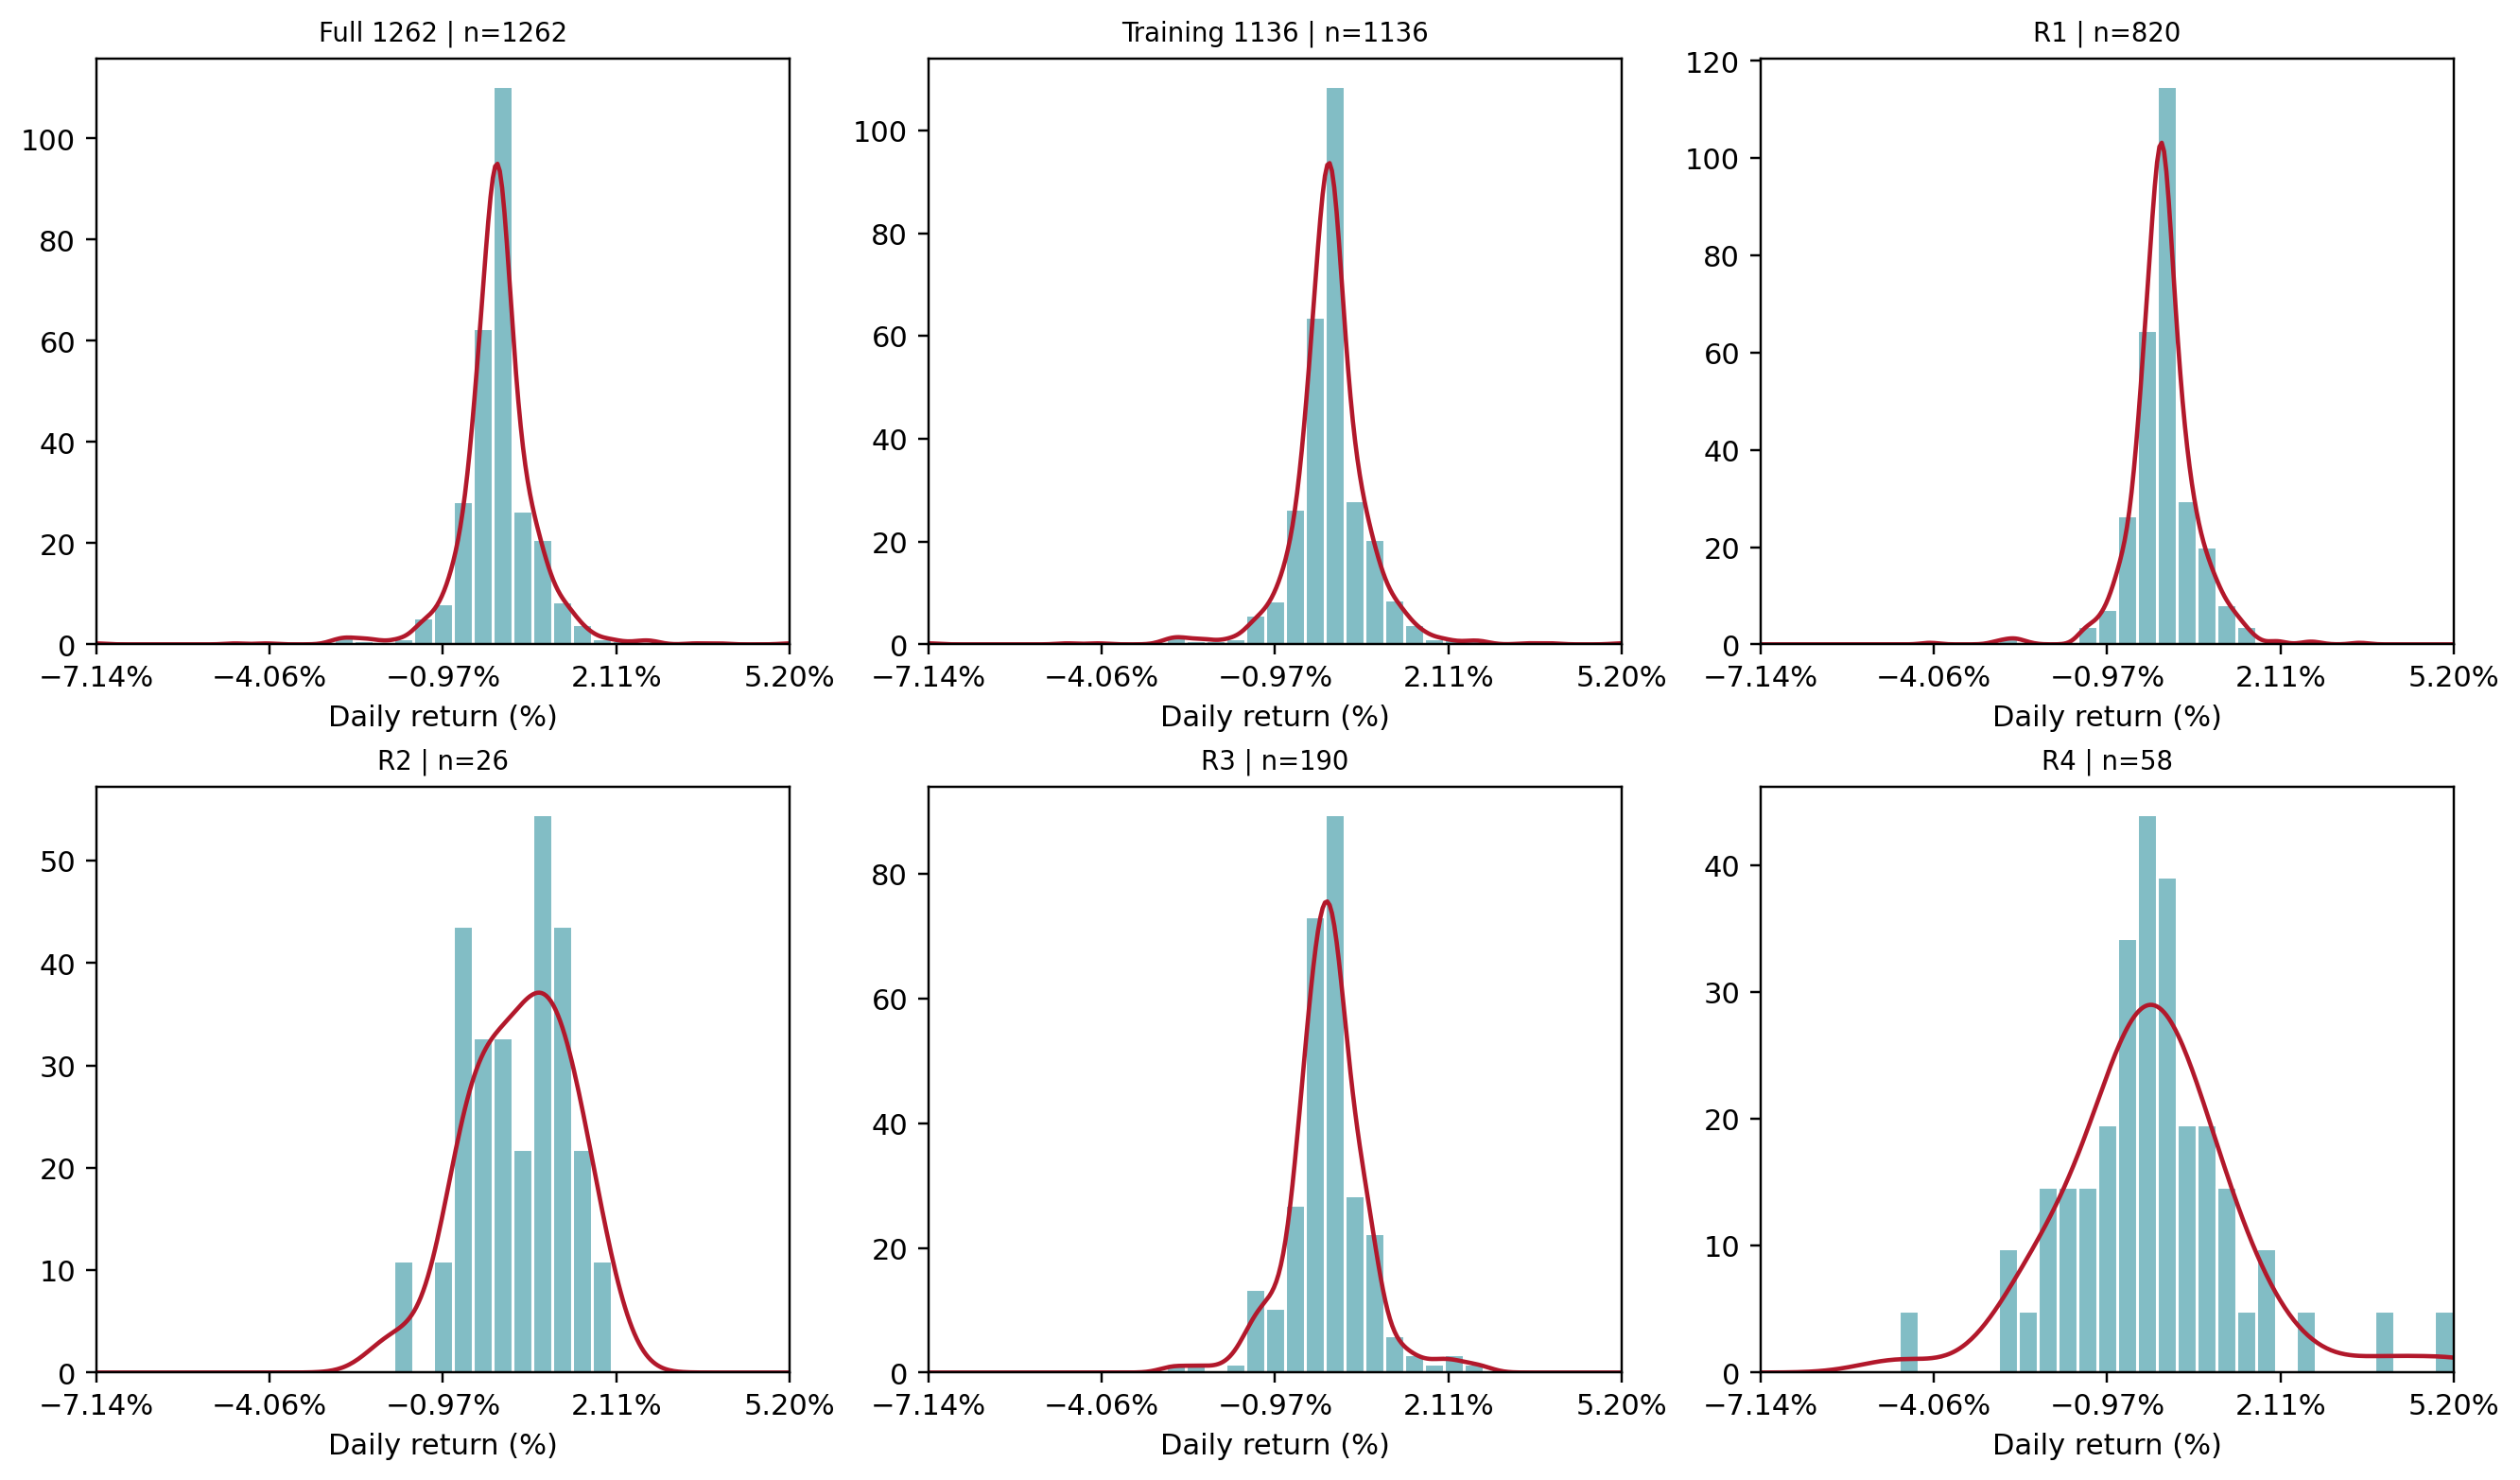 Full 1262 | n=1262
100
80
60
40
20
0
−7.14% −4.06% −0.97% 2.11% 5.20%
Daily return (%)
Training 1136 | n=1136
100
80
60
40
20
0
−7.14% −4.06% −0.97% 2.11% 5.20%
Daily return (%)
R1 | n=820
120
100
80
60
40
20
0
−7.14% −4.06% −0.97% 2.11% 5.20%
Daily return (%)
R2 | n=26
50
40
30
20
10
0
−7.14% −4.06% −0.97% 2.11% 5.20%
Daily return (%)
R3 | n=190
80
60
40
20
0
−7.14% −4.06% −0.97% 2.11% 5.20%
Daily return (%)
R4 | n=58
40
30
20
10
0
−7.14% −4.06% −0.97% 2.11% 5.20%
Daily return (%)